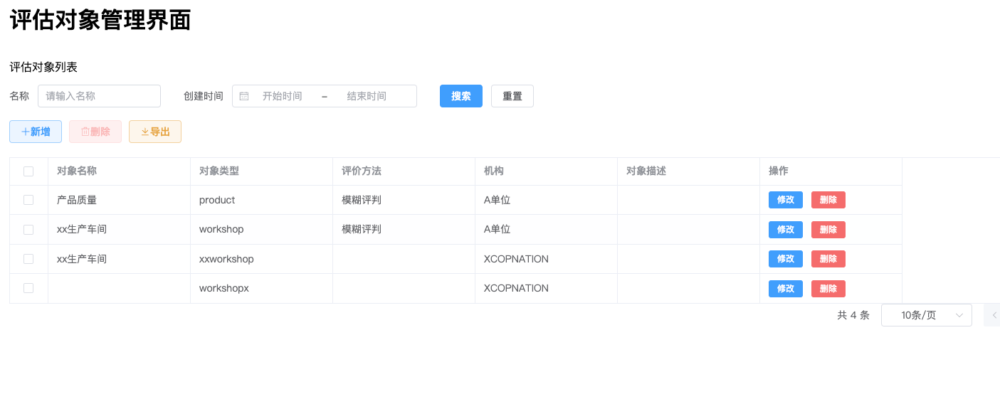 评估对象管理界面
评估对象列表
名称 请输入名称 创建时间 开始时间 – 结束时间 搜索 重置
新增 删除 导出
对象名称 对象类型 评价方法 机构 对象描述 操作
产品质量 product 模糊评判 A单位 修改 删除
xx生产车间 workshop 模糊评判 A单位 修改 删除
xx生产车间 xxworkshop XCOPNATION 修改 删除
workshopx XCOPNATION 修改 删除
共 4 条 10条/页